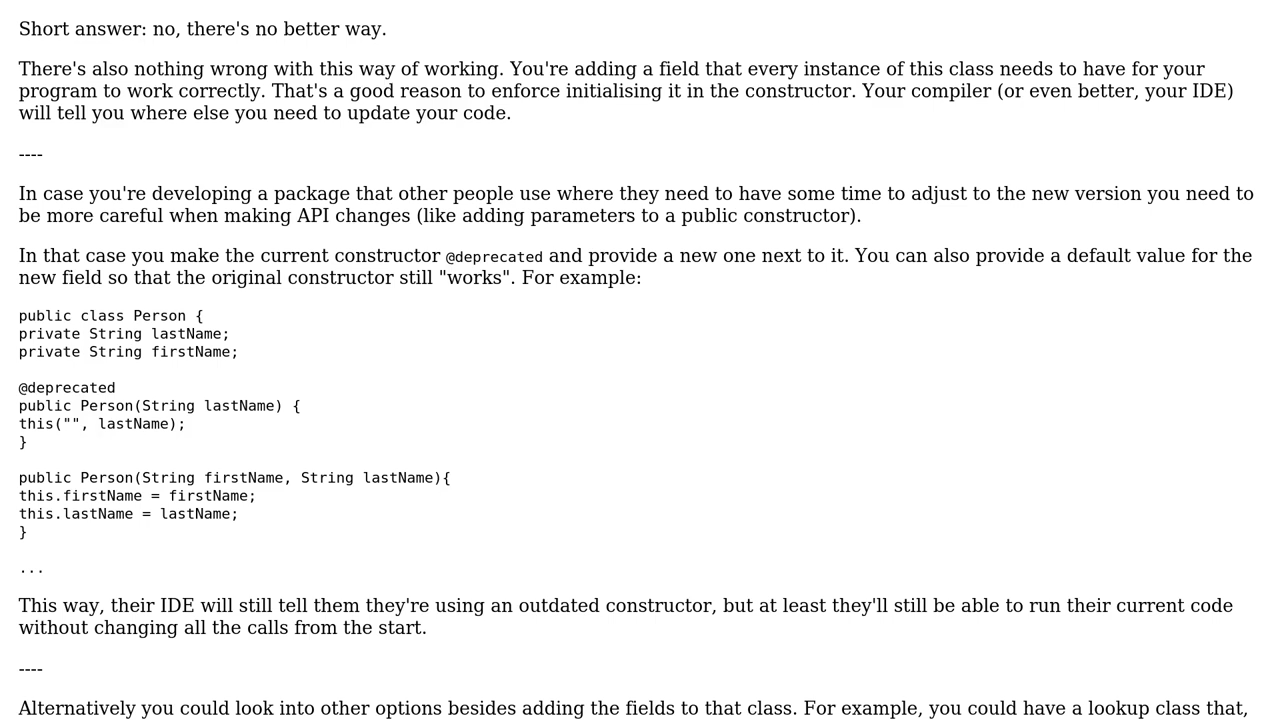 Short answer: no, there's no better way.
There's also nothing wrong with this way of working. You're adding a field that every instance of this class needs to have for your
program to work correctly. That's a good reason to enforce initialising it in the constructor. Your compiler (or even better, your IDE)
will tell you where else you need to update your code.
----
In case you're developing a package that other people use where they need to have some time to adjust to the new version you need to
be more careful when making API changes (like adding parameters to a public constructor).
In that case you make the current constructor @deprecated and provide a new one next to it. You can also provide a default value for the
new field so that the original constructor still "works". For example:
public class Person {
private String lastName;
private String firstName;
@deprecated
public Person(String lastName) {
this("", lastName);
}
public Person(String firstName, String lastName){
this.firstName = firstName;
this.lastName = lastName;
}
...
This way, their IDE will still tell them they're using an outdated constructor, but at least they'll still be able to run their current code
without changing all the calls from the start.
----
Alternatively you could look into other options besides adding the fields to that class. For example, you could have a lookup class that,